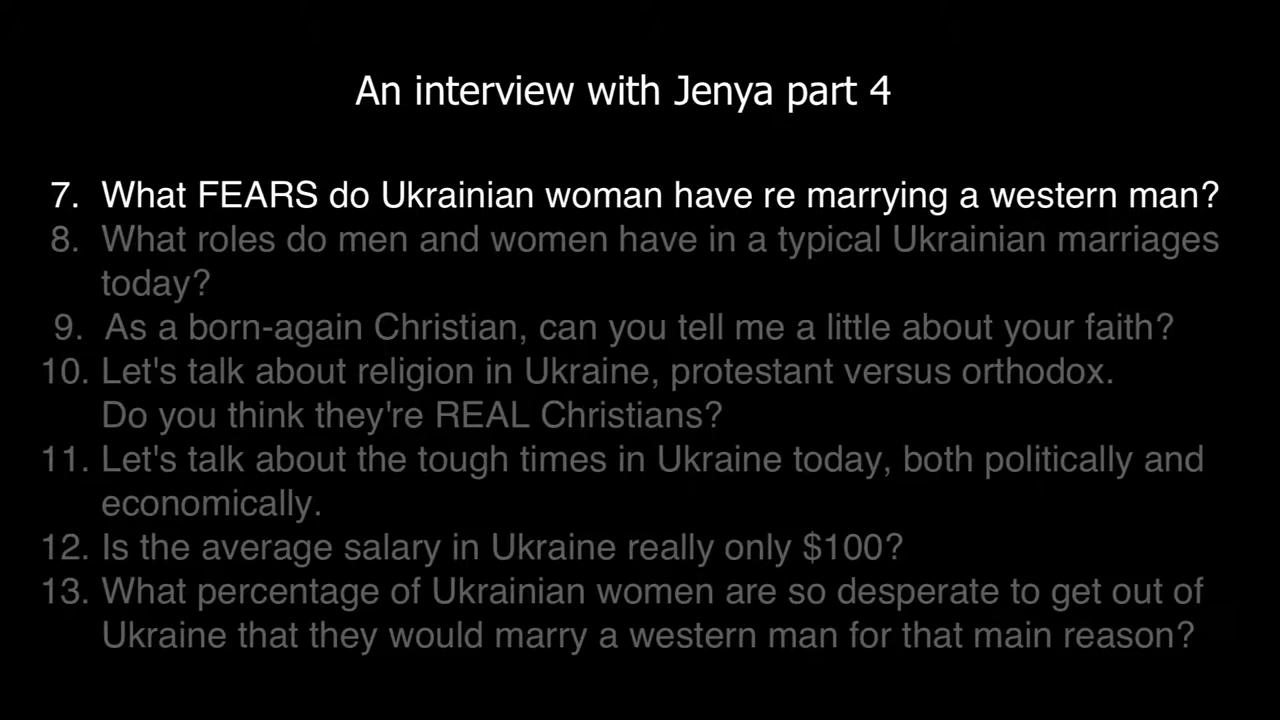 An interview with Jenya part 4
7. What FEARS do Ukrainian woman have re marrying a western man?
8. What roles do men and women have in a typical Ukrainian marriages
today?
9. As a born-again Christian, can you tell me a little about your faith?
10. Let's talk about religion in Ukraine, protestant versus orthodox.
Do you think they're REAL Christians?
11. Let's talk about the tough times in Ukraine today, both politically and
economically.
12. Is the average salary in Ukraine really only $100?
13. What percentage of Ukrainian women are so desperate to get out of
Ukraine that they would marry a western man for that main reason?